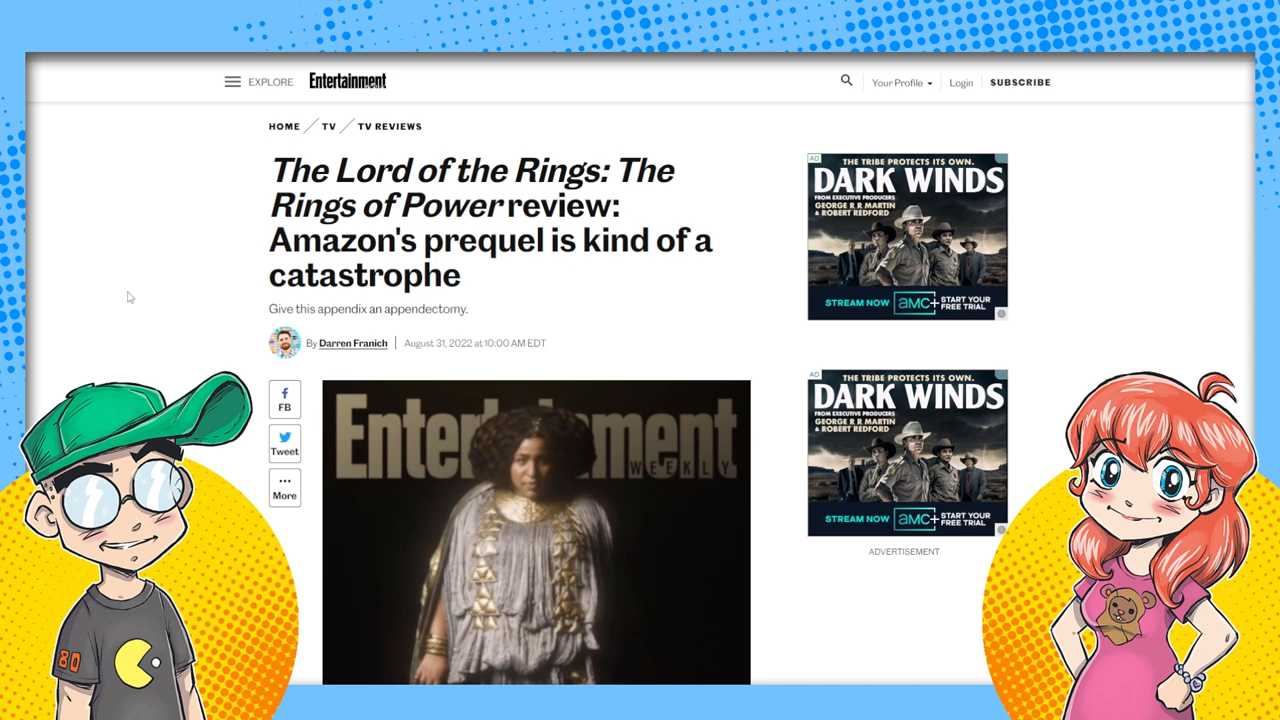 EXPLORE
Entertainment
Your Profile
Login
SUBSCRIBE
HOME / TV / TV REVIEWS
The Lord of the Rings: The
Rings of Power review:
Amazon's prequel is kind of a
catastrophe
Give this appendix an appendectomy.
By Darren Franich | August 31, 2022 at 10:00 AM EDT
FB
Tweet
More
Enter nment
WEEKLY
AD
THE TRIBE PROTECTS ITS OWN.
DARK WINDS
FROM EXECUTIVE PRODUCERS
GEORGE R R MARTIN
& ROBERT REDFORD
STREAM NOW aMC+ START YOUR
FREE TRIAL
AD
THE TRIBE PROTECTS ITS OWN.
DARK WINDS
FROM EXECUTIVE PRODUCERS
GEORGE R R MARTIN
& ROBERT REDFORD
STREAM NOW aMC+ START YOUR
FREE TRIAL
ADVERTISEMENT
80